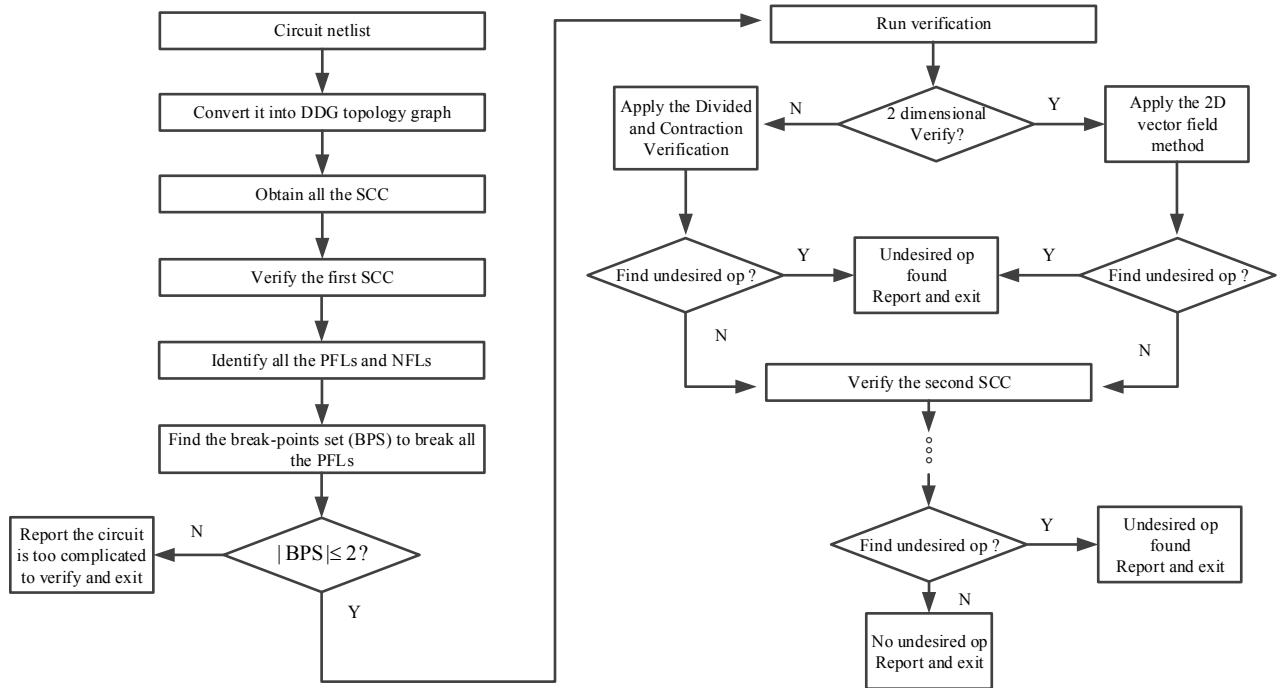 Circuit netlist
Convert it into DDG topology graph
Obtain all the SCC
Verify the first SCC
Identify all the PFLs and NFLs
Find the break-points set (BPS) to break all
the PFLs
|BPS|≤ 2?
N
Report the circuit
is too complicated
to verify and exit
Y
Run verification
2 dimensional
Verify?
N
Y
Apply the Divided
and Contraction
Verification
Apply the 2D
vector field
method
Find undesired op ?
Y
Undesired op
found
Report and exit
Y
Find undesired op ?
N
N
Verify the second SCC
Find undesired op ?
Y
Undesired op
found
Report and exit
N
No undesired op
Report and exit